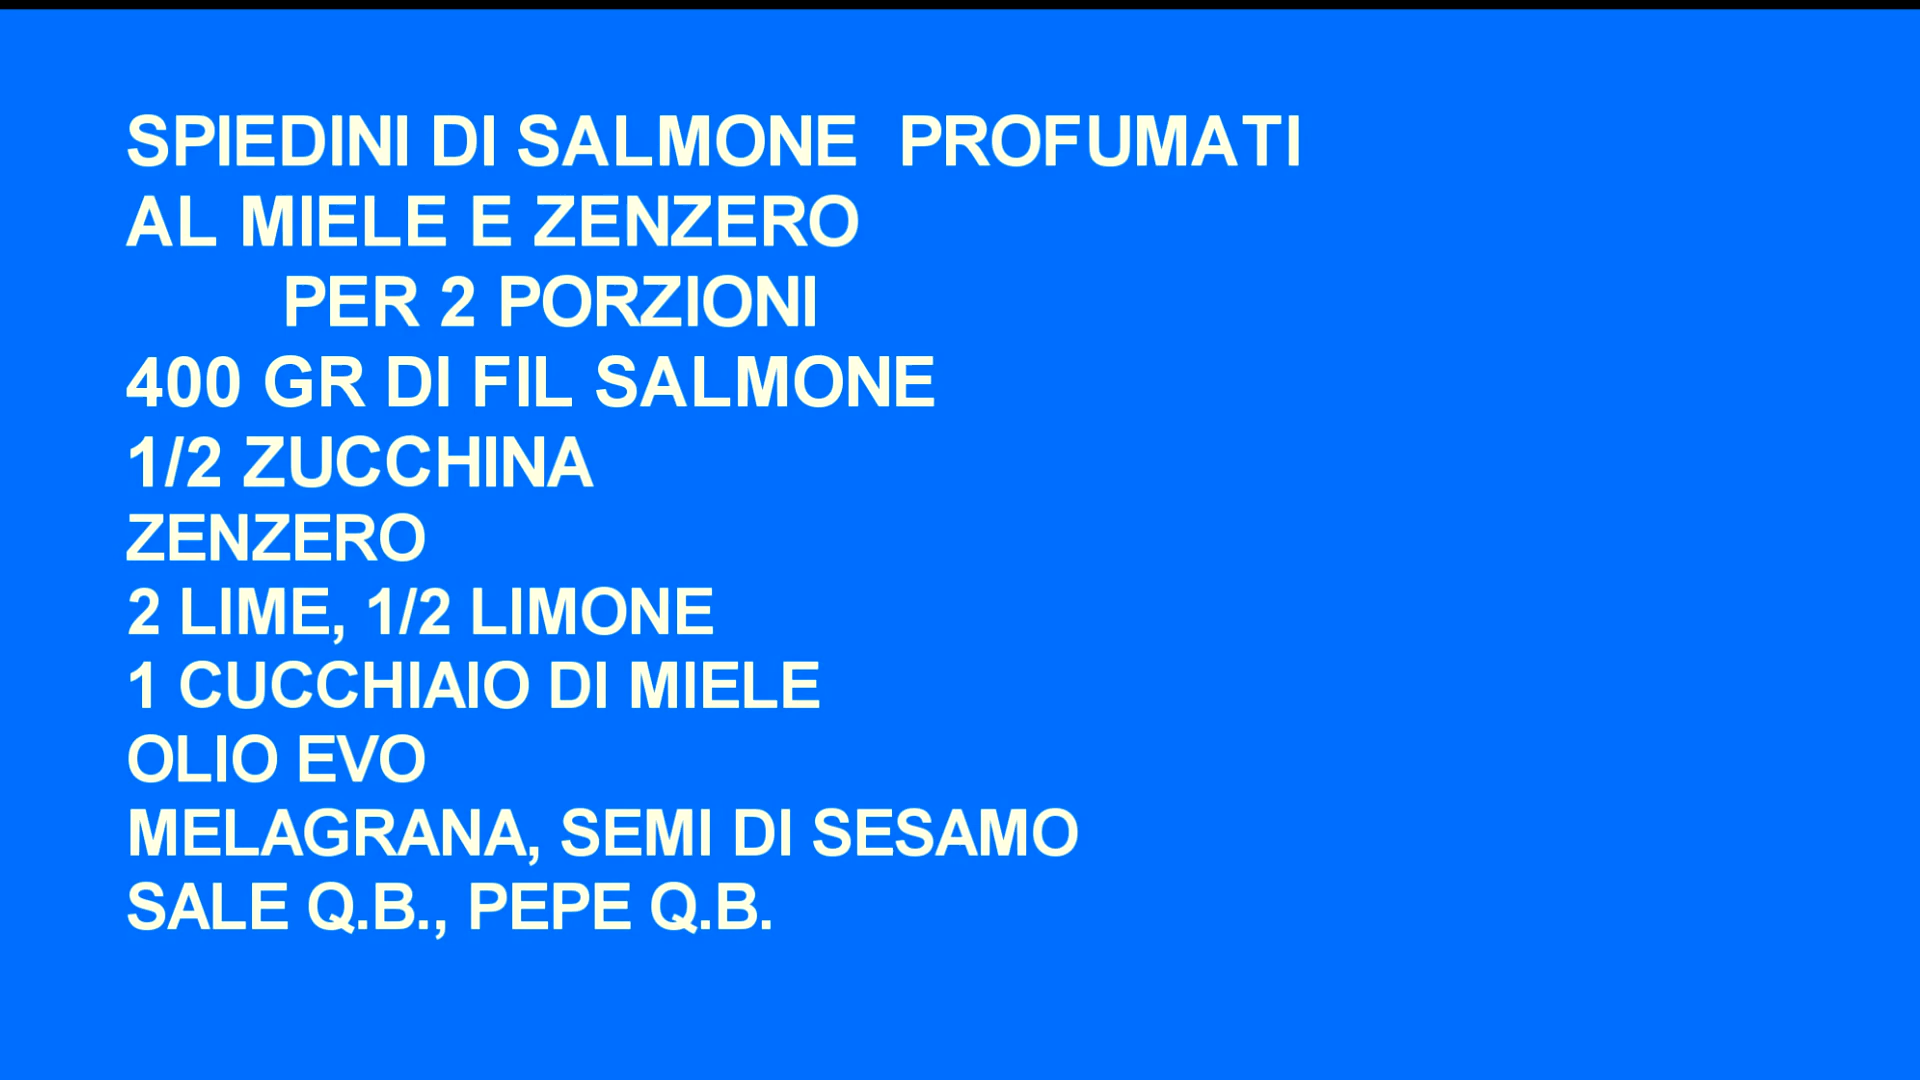 SPIEDINI DI SALMONE PROFUMATI
AL MIELE E ZENZERO
PER 2 PORZIONI
400 GR DI FIL SALMONE
1/2 ZUCCHINA
ZENZERO
2 LIME, 1/2 LIMONE
1 CUCCHIAIO DI MIELE
OLIO EVO
MELAGRANA, SEMI DI SESAMO
SALE Q.B., PEPE Q.B.